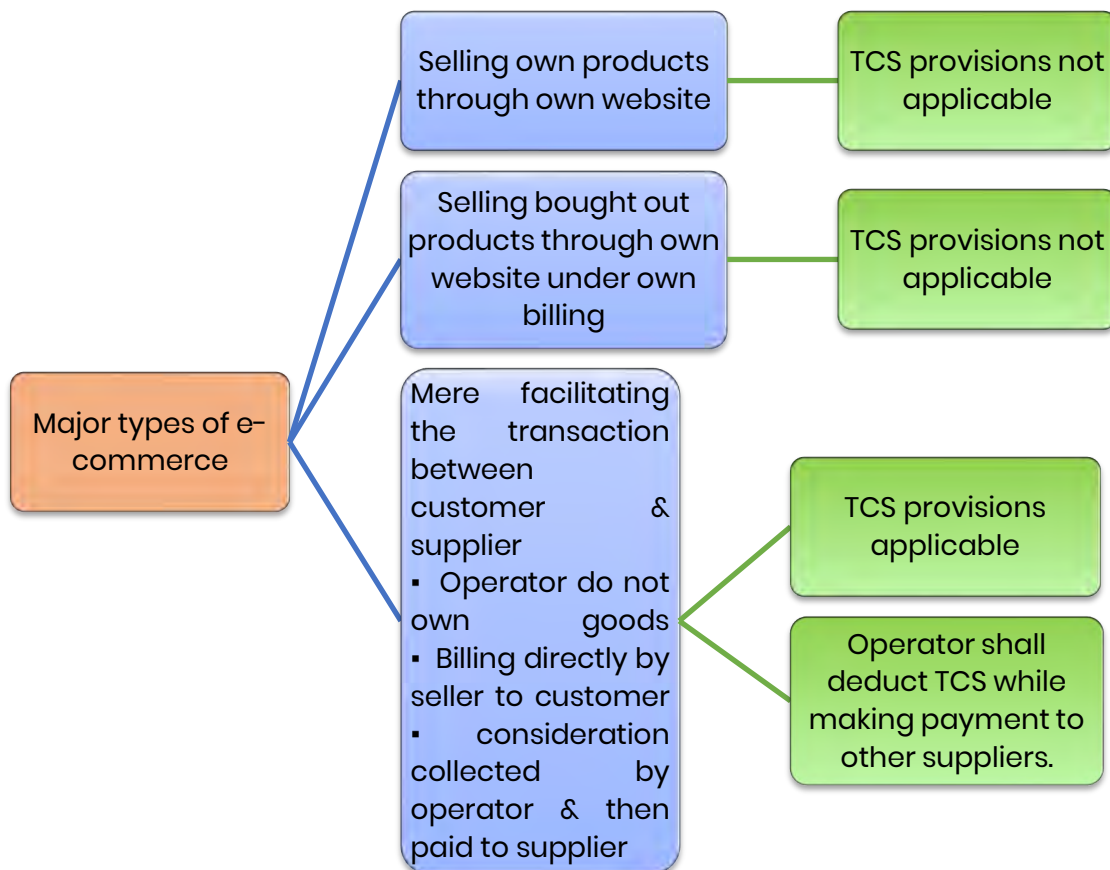 Major types of e-
commerce
Selling own products
through own website
TCS provisions not
applicable
Selling bought out
products through own
website under own
billing
TCS provisions not
applicable
Mere facilitating
the transaction
between
customer &
supplier
▪ Operator do not
own goods
▪ Billing directly by
seller to customer
▪ consideration
collected by
operator & then
paid to supplier
TCS provisions
applicable
Operator shall
deduct TCS while
making payment to
other suppliers.